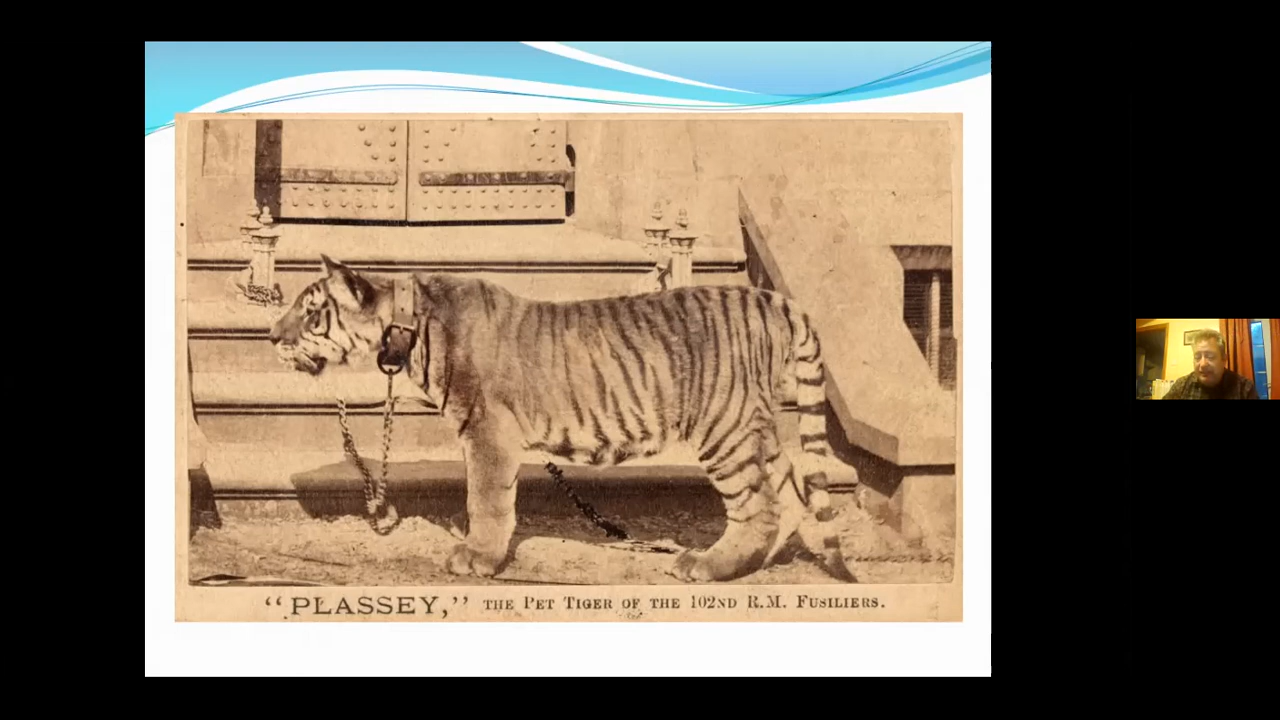 "PLASSEY," THE PET TIGER OF THE 102ND R.M. FUSILIERS.